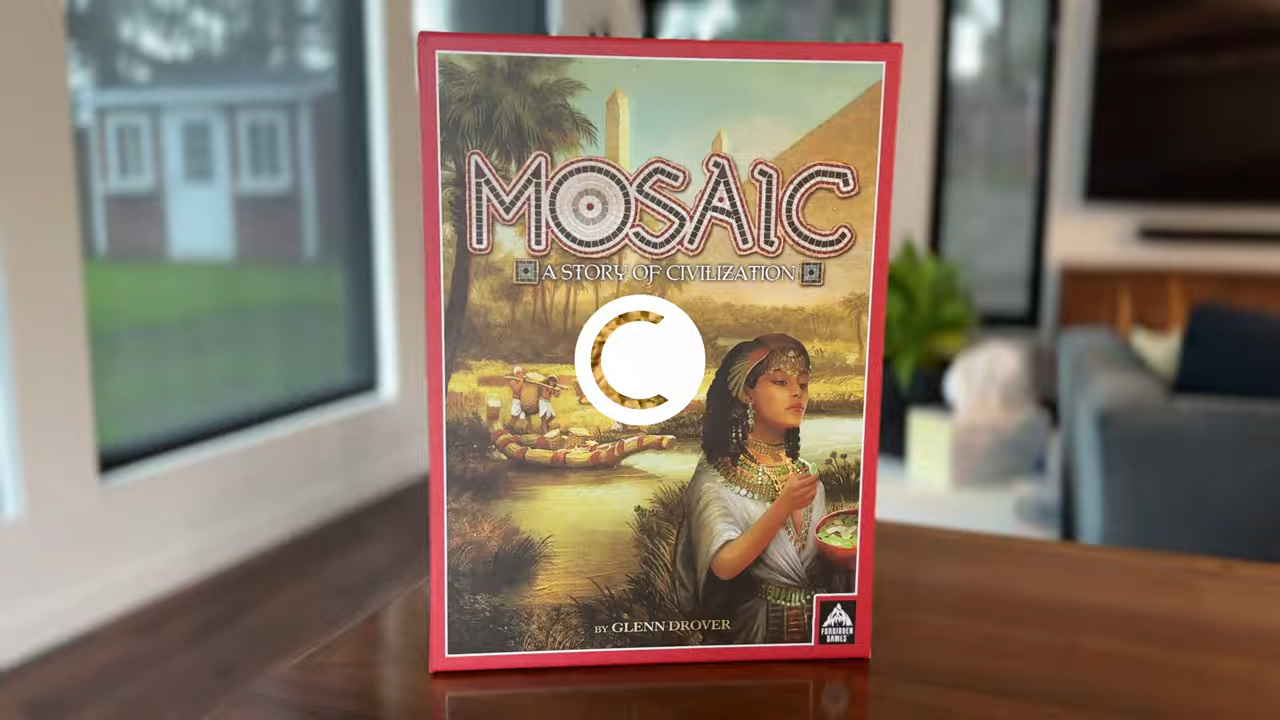 MOSAIC
A STORY OF CIVILIZATION
C
BY GLENN DROVER
FORBIDDEN
GAMES